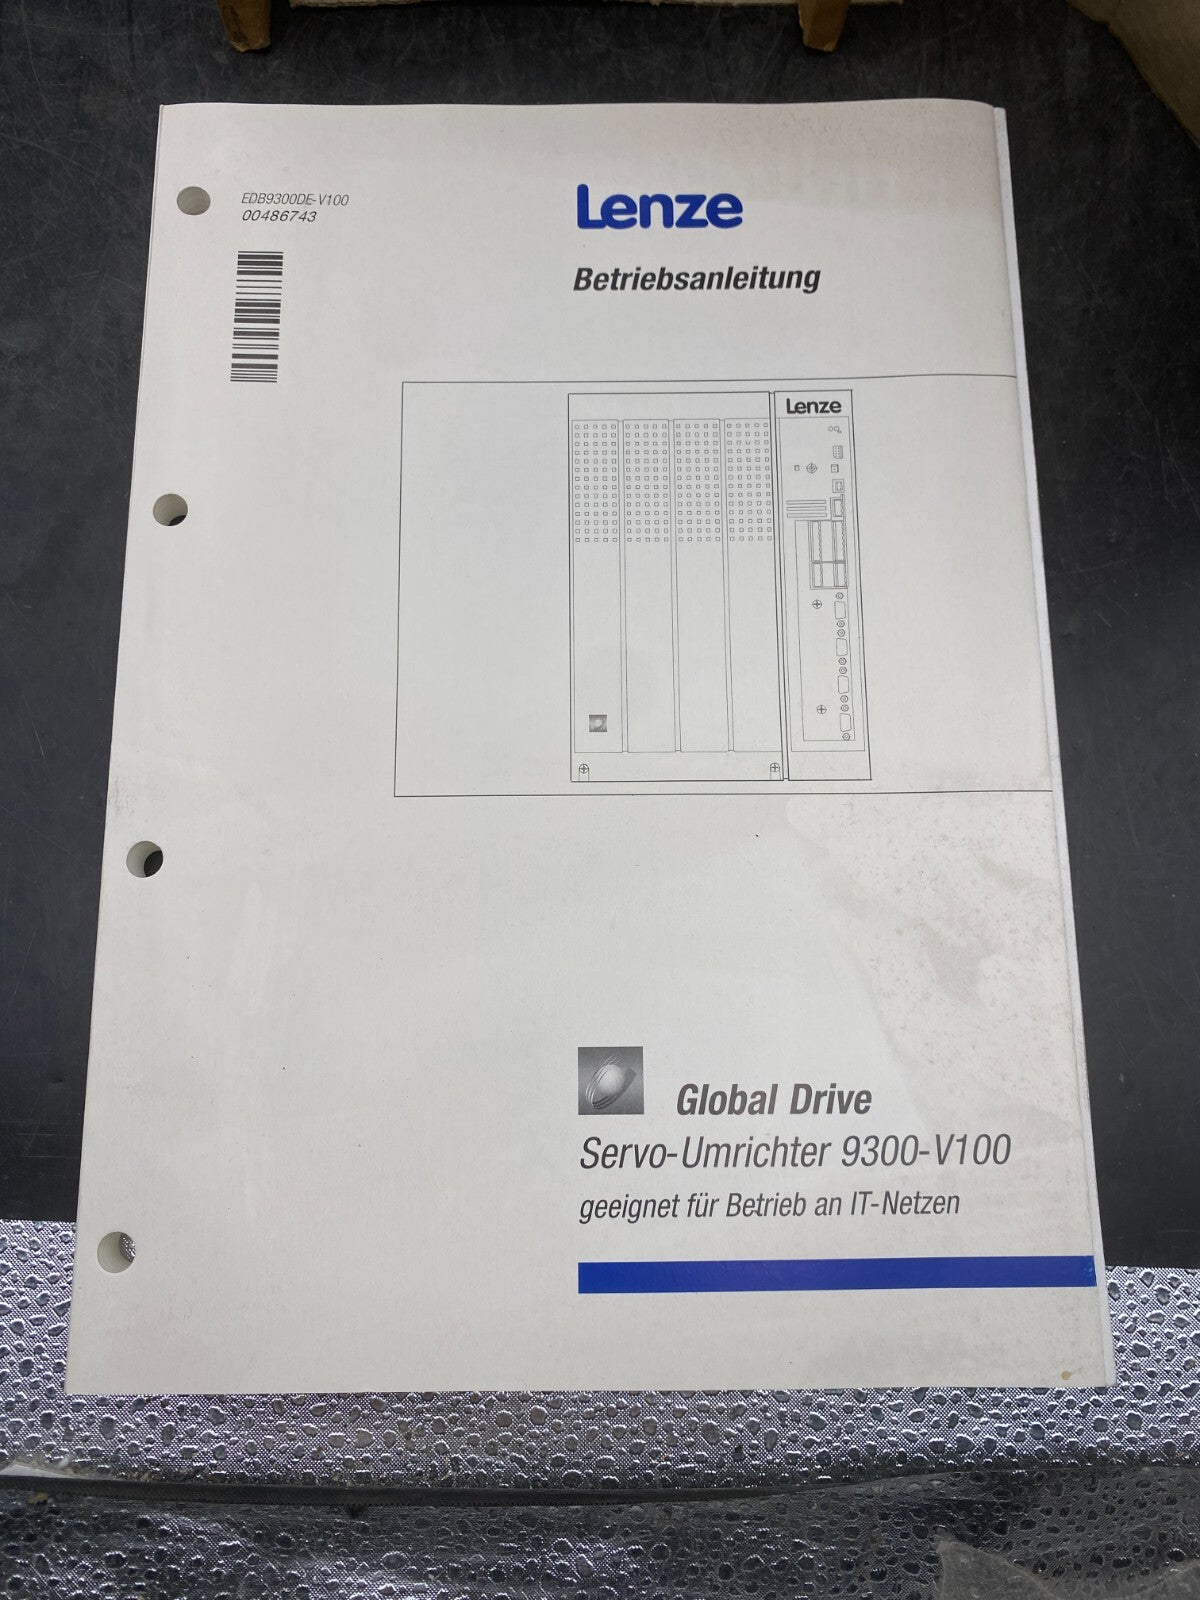 EDB9300DE-V100
00486743
Lenze
Betriebsanleitung
Lenze
Global Drive
Servo-Umrichter 9300-V100
geeignet für Betrieb an IT-Netzen